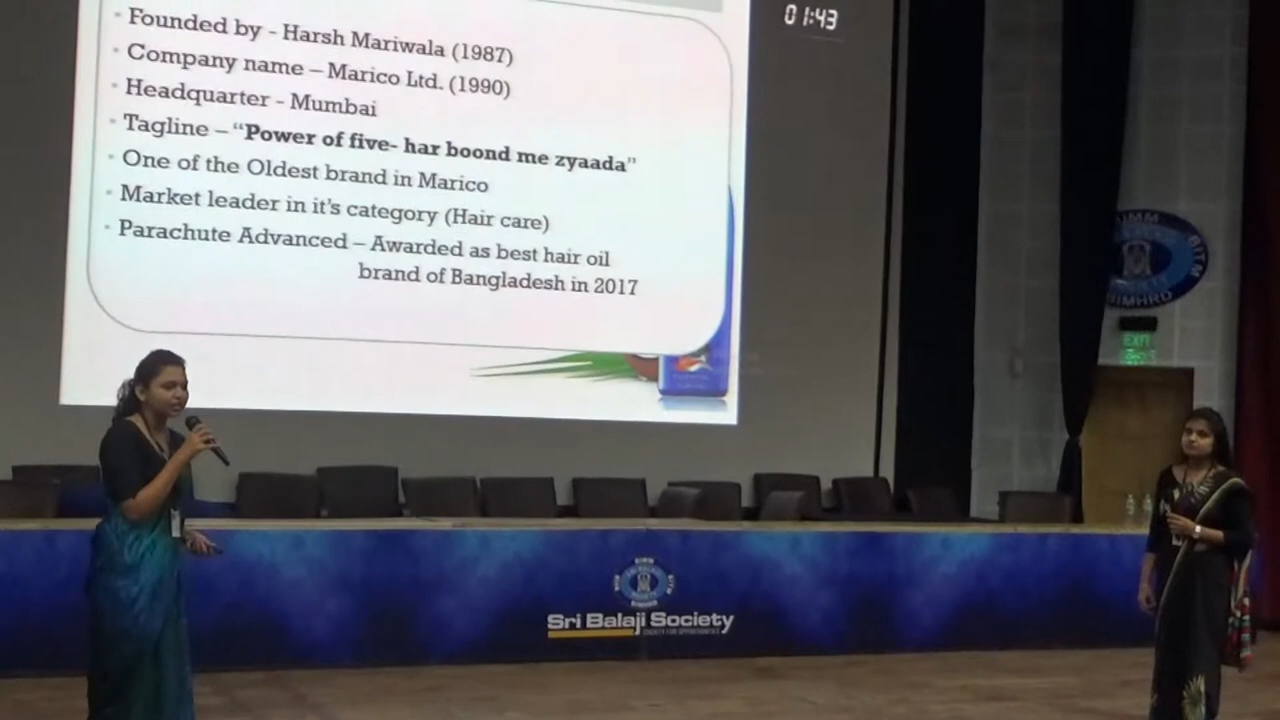 01:43
Founded by - Harsh Mariwala (1987)
Company name – Marico Ltd. (1990)
Headquarter - Mumbai
Tagline – “Power of five- har boond me zyaada”
One of the Oldest brand in Marico
Market leader in it's category (Hair care)
Parachute Advanced – Awarded as best hair oil
brand of Bangladesh in 2017
BITM
BIMHRD
EXIT
Sri Balaji Society